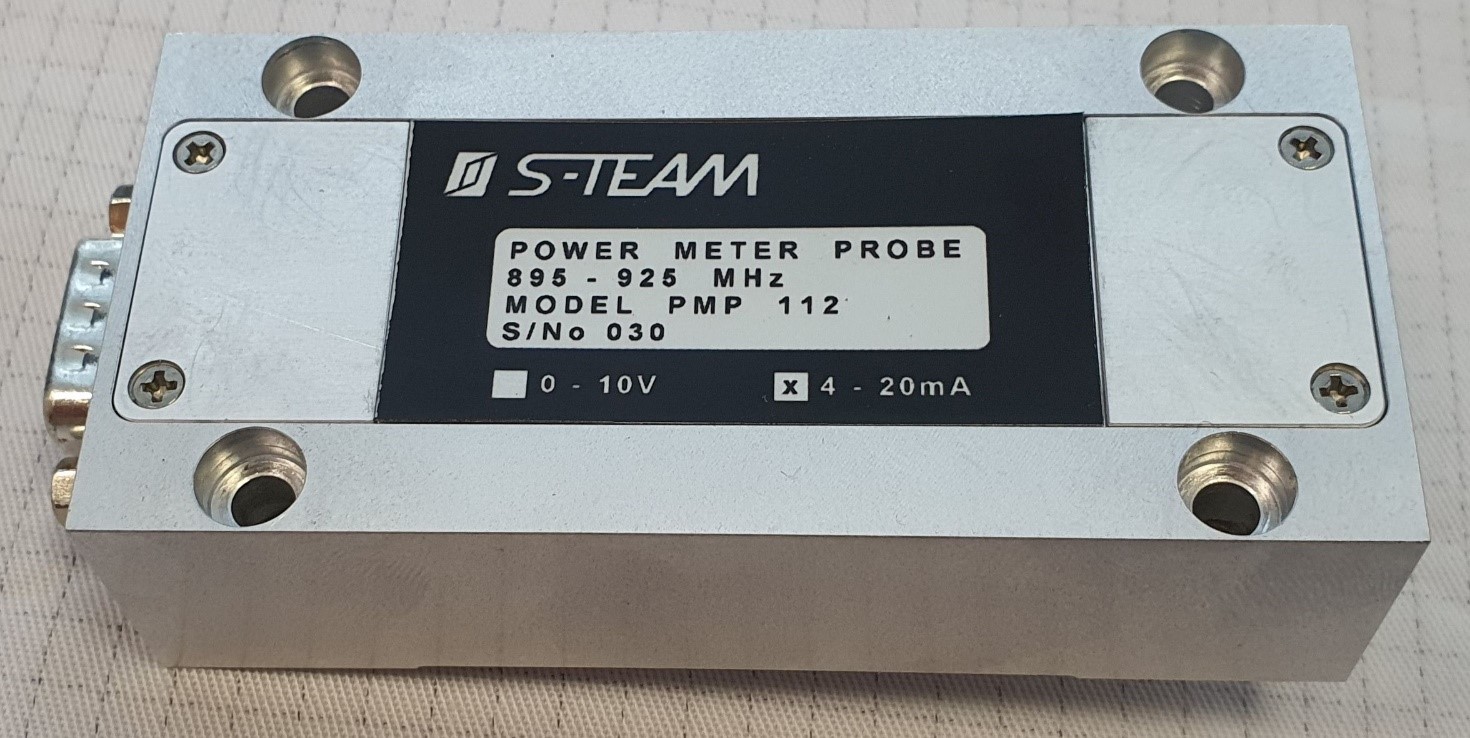 S-TEAM
POWER METER PROBE
895 - 925 MHz
MODEL PMP 112
S/No 030
0 - 10V
x 4 - 20mA